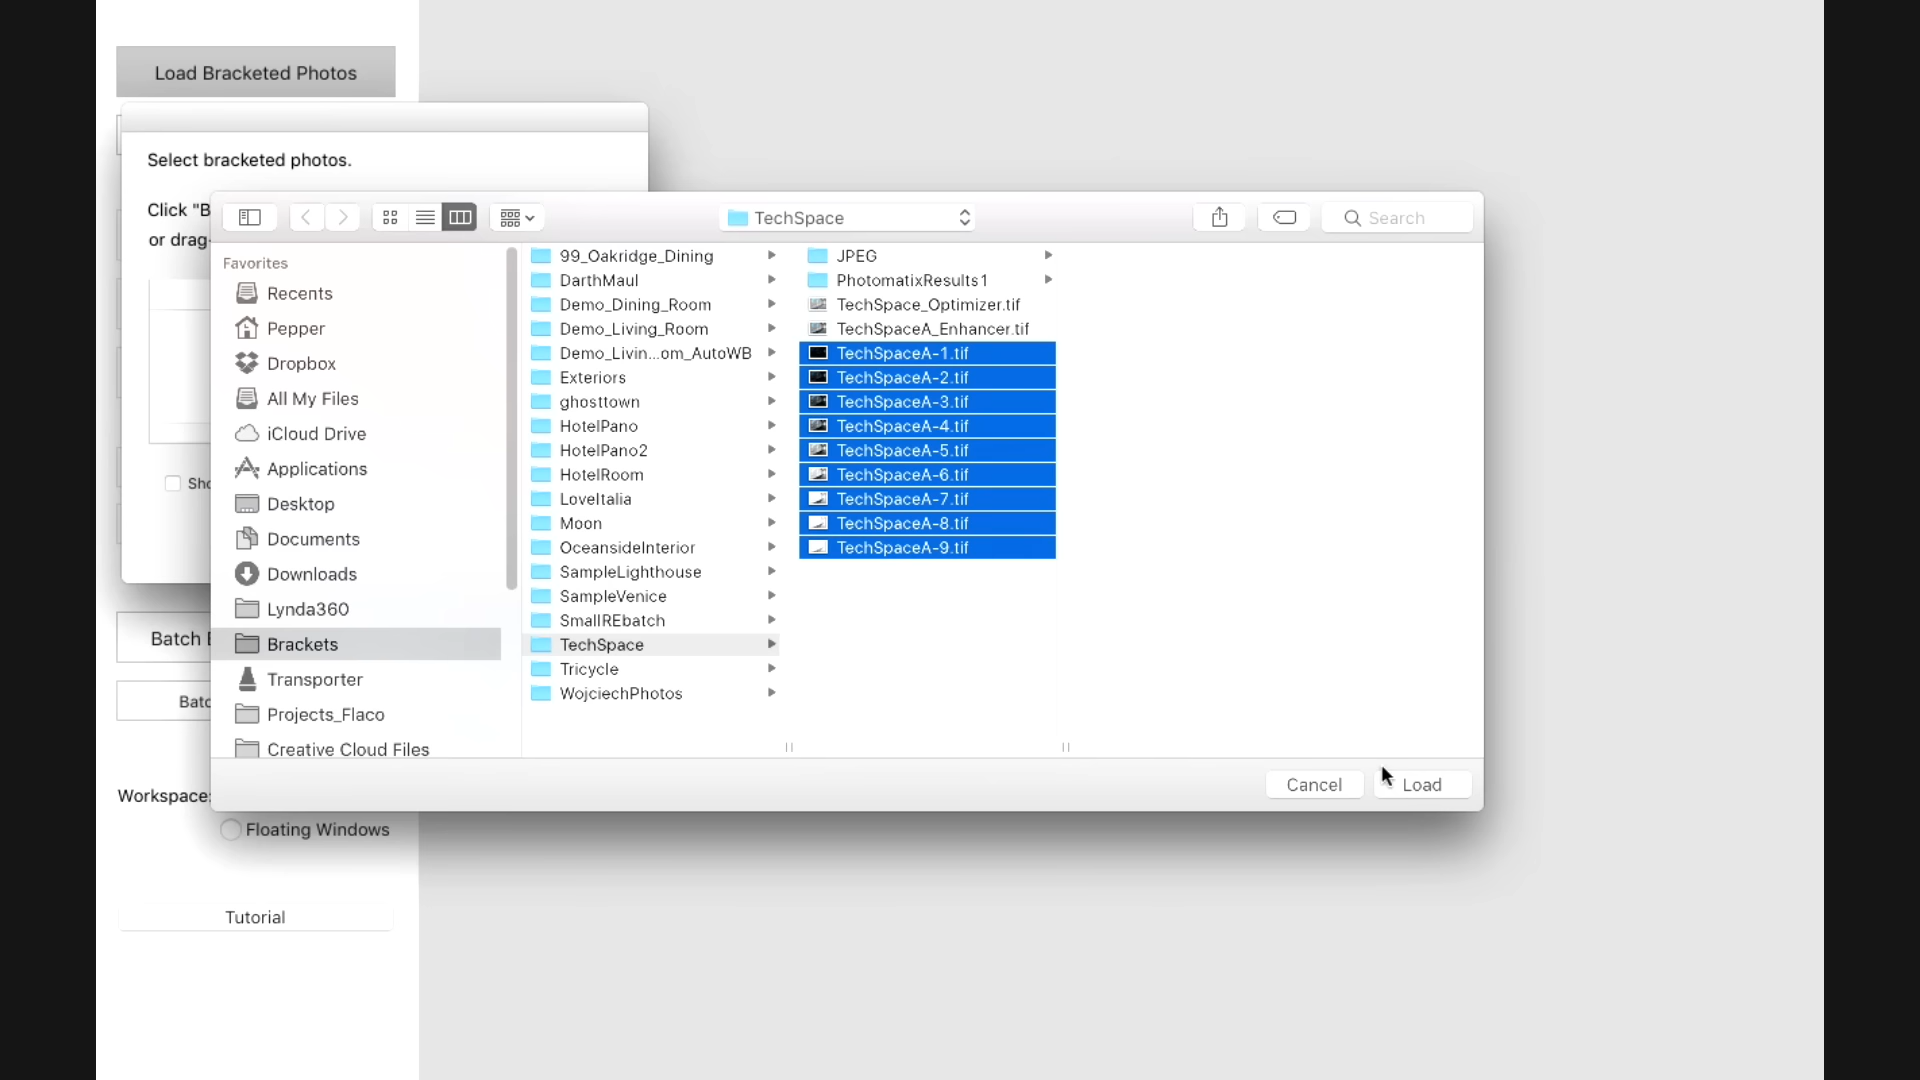 Load Bracketed Photos
Select bracketed photos.
Click "B
or drag-
Sho
Batch
Batc
Workspace:
Floating Windows
Tutorial
TechSpace
Search
Favorites
Recents
Pepper
Dropbox
All My Files
iCloud Drive
Applications
Desktop
Documents
Downloads
Lynda360
Brackets
Transporter
Projects_Flaco
Creative Cloud Files
99_Oakridge_Dining
DarthMaul
Demo_Dining_Room
Demo_Living_Room
Demo_Livin...om_AutoWB
Exteriors
ghosttown
HotelPano
HotelPano2
HotelRoom
LoveItalia
Moon
OceansideInterior
SampleLighthouse
SampleVenice
SmallREbatch
TechSpace
Tricycle
WojciechPhotos
JPEG
PhotomatixResults1
TechSpace_Optimizer.tif
TechSpaceA_Enhancer.tif
TechSpaceA-1.tif
TechSpaceA-2.tif
TechSpaceA-3.tif
TechSpaceA-4.tif
TechSpaceA-5.tif
TechSpaceA-6.tif
TechSpaceA-7.tif
TechSpaceA-8.tif
TechSpaceA-9.tif
Cancel
Load